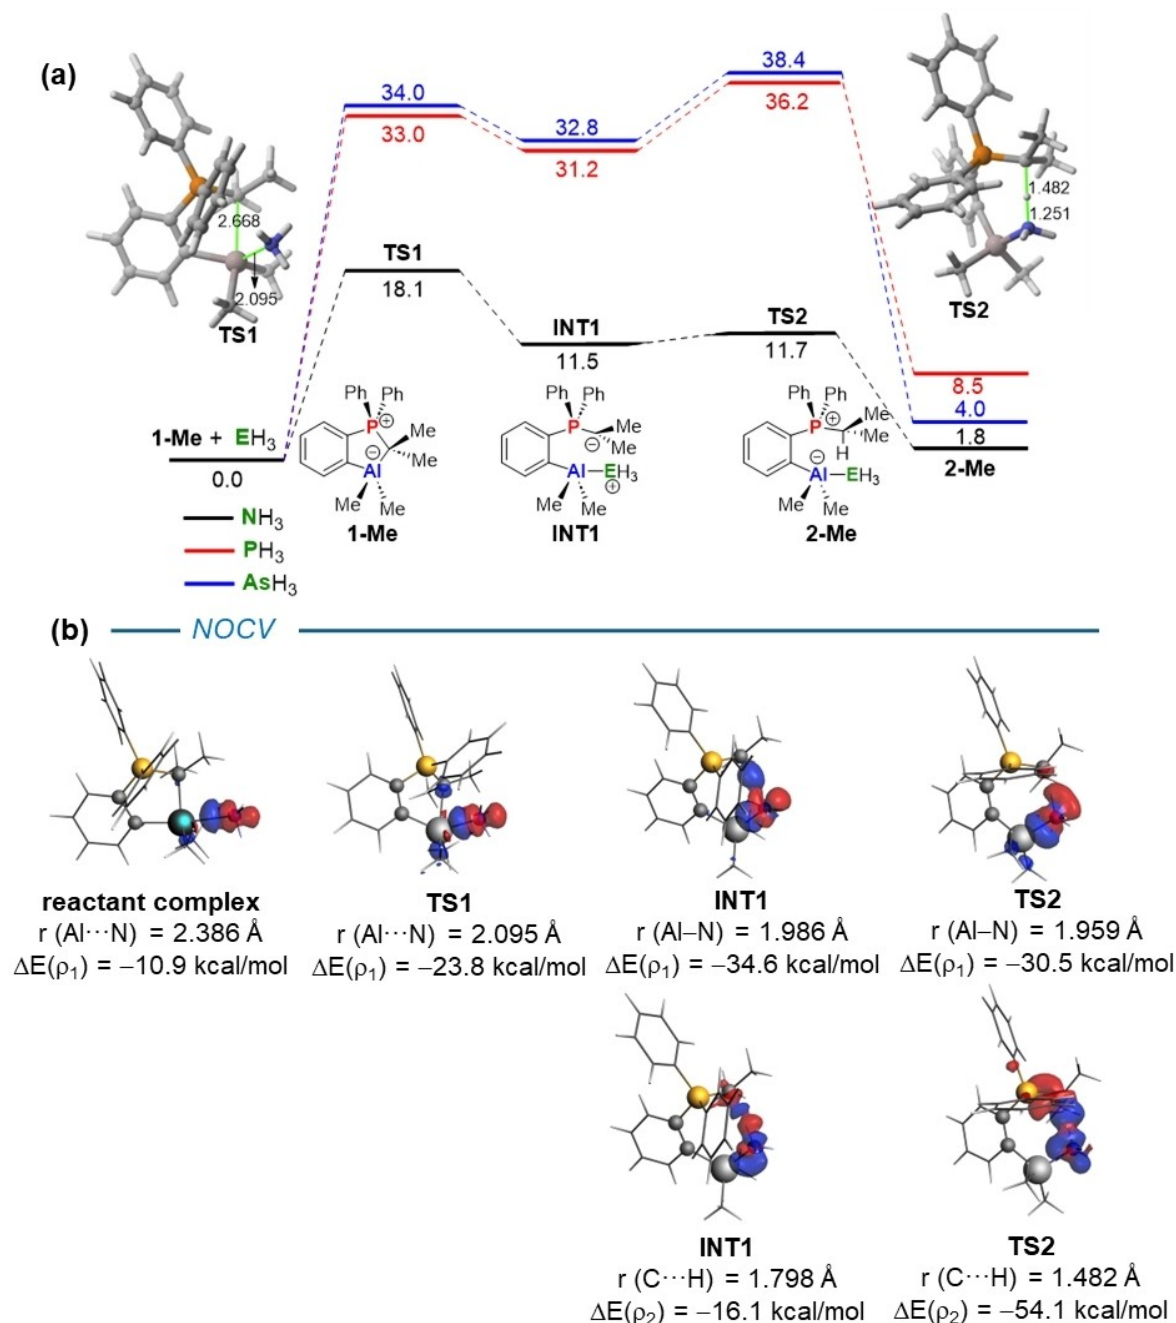 (a)
34.0
33.0
32.8
31.2
38.4
36.2
2.668
2.095
TS1
1.482
1.251
TS2
TS1
18.1
INT1
11.5
TS2
11.7
8.5
4.0
1.8
2-Me
1-Me + EH3
0.0
NH3
PH3
AsH3
Ph Ph
P ⊕
Me
Me
⊖
Al
Me Me
1-Me
Ph Ph
P ⊕
Me
⊖ Me
Al EH3
⊕
Me Me
INT1
Ph Ph
P ⊕ Me
Me
H
⊖
Al–EH3
Me Me
2-Me
(b) NOCV
reactant complex
r (Al···N) = 2.386 Å
ΔE(ρ1) = −10.9 kcal/mol
TS1
r (Al···N) = 2.095 Å
ΔE(ρ1) = −23.8 kcal/mol
INT1
r (Al–N) = 1.986 Å
ΔE(ρ1) = −34.6 kcal/mol
TS2
r (Al–N) = 1.959 Å
ΔE(ρ1) = −30.5 kcal/mol
INT1
r (C···H) = 1.798 Å
ΔE(ρ2) = −16.1 kcal/mol
TS2
r (C···H) = 1.482 Å
ΔE(ρ2) = −54.1 kcal/mol